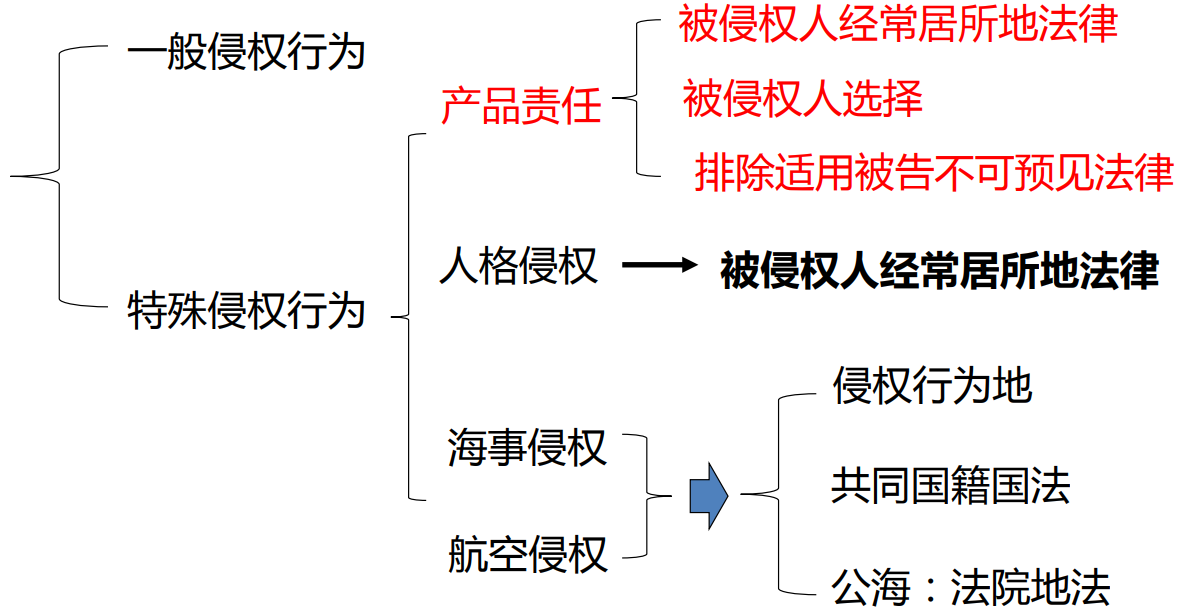 一般侵权行为
特殊侵权行为
产品责任
被侵权人经常居所地法律
被侵权人选择
排除适用被告不可预见法律
人格侵权
被侵权人经常居所地法律
海事侵权
航空侵权
侵权行为地
共同国籍国法
公海：法院地法